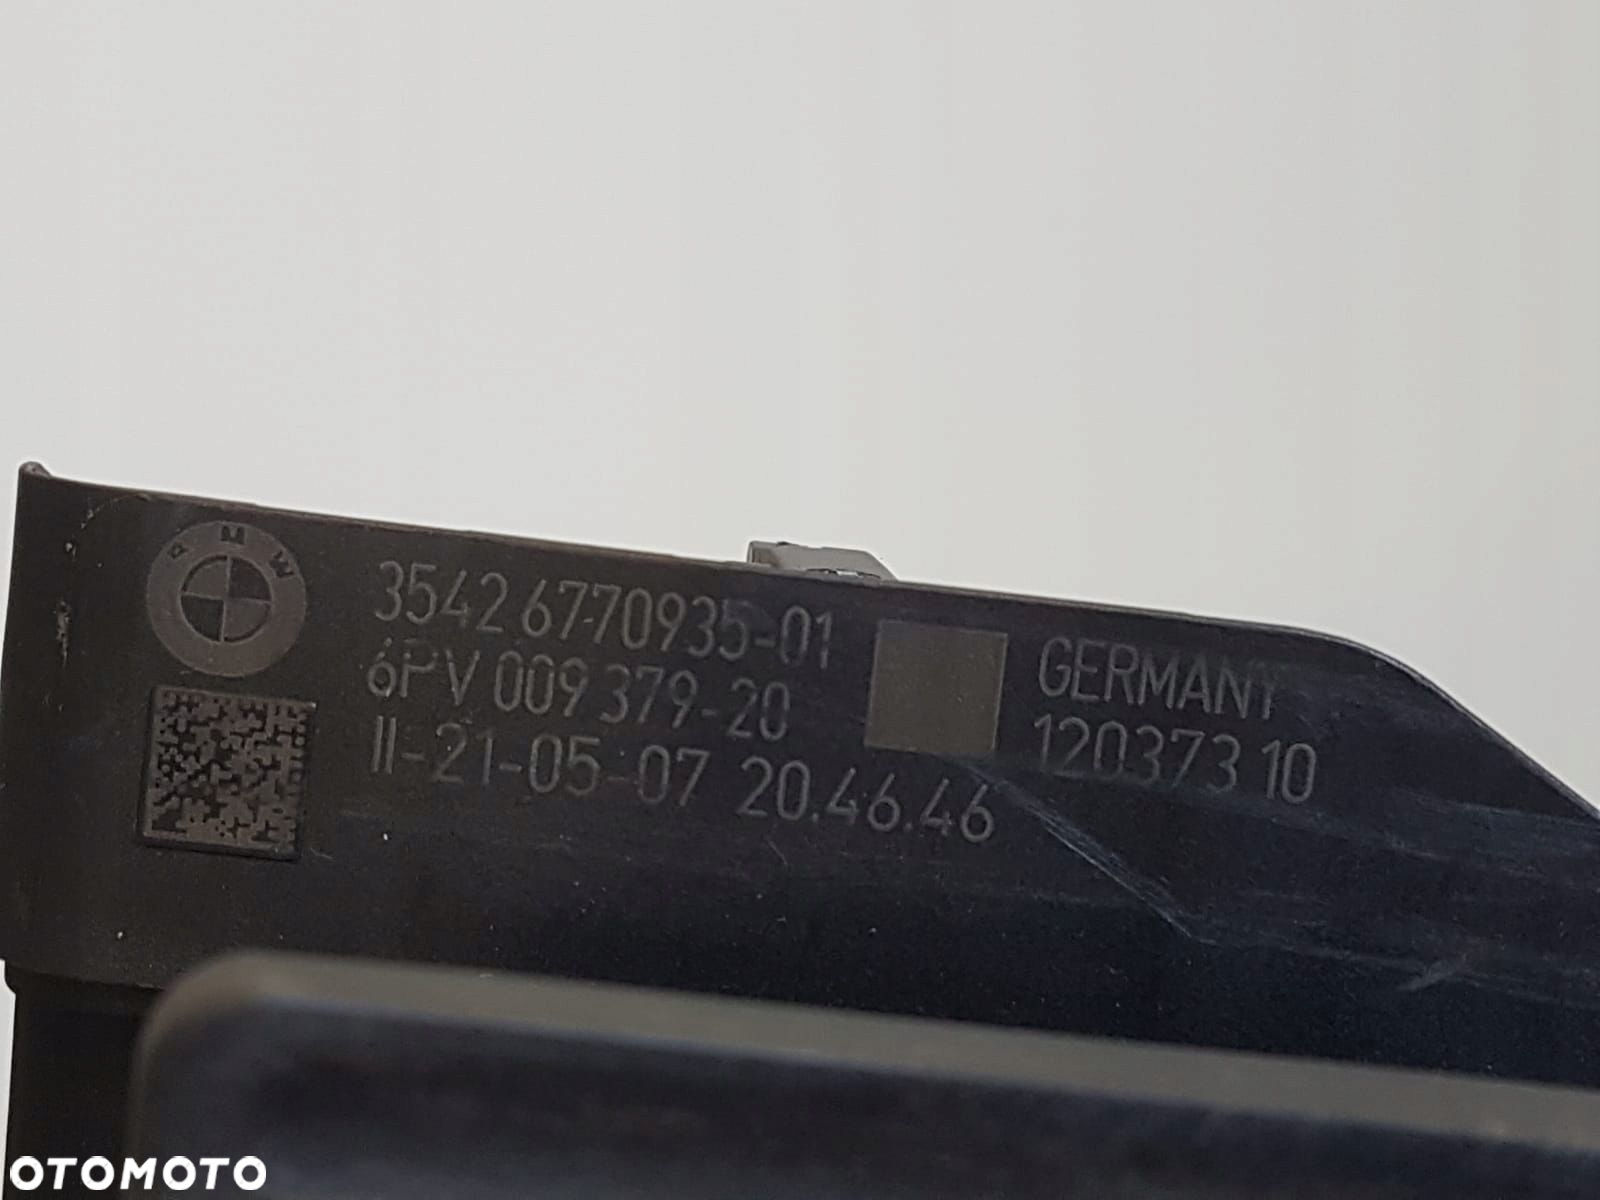 BMW
3542 6770935-01
6PV 009 379-20
II-21-05-07 20.46.46
GERMANY
120373 10
OTOMOTO